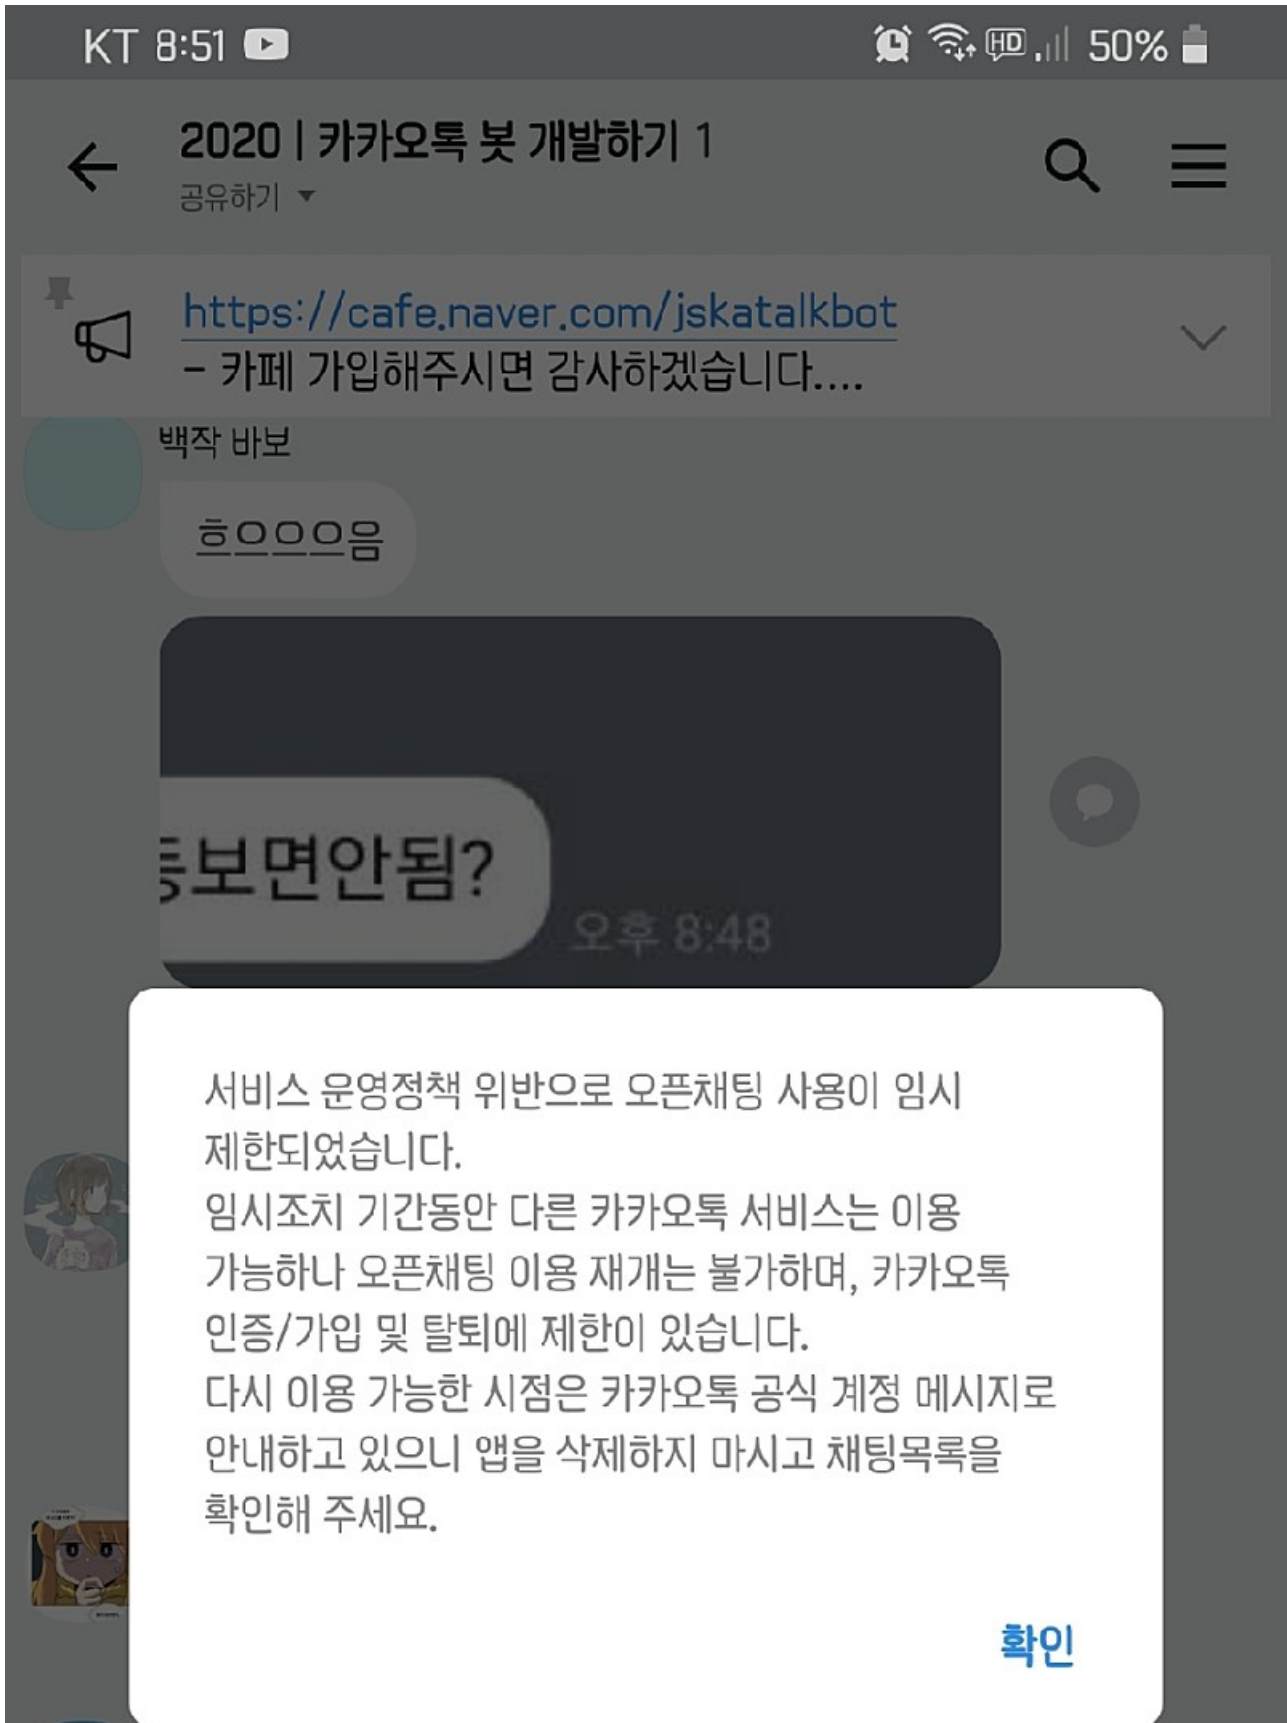 KT 8:51
HD 50%
2020 | 카카오톡 봇 개발하기 1
공유하기
https://cafe.naver.com/jskatalkbot
- 카페 가입해주시면 감사하겠습니다....
백작 바보
흐으으으음
등보면안됨?
오후 8:48
서비스 운영정책 위반으로 오픈채팅 사용이 임시
제한되었습니다.
임시조치 기간동안 다른 카카오톡 서비스는 이용
가능하나 오픈채팅 이용 재개는 불가하며, 카카오톡
인증/가입 및 탈퇴에 제한이 있습니다.
다시 이용 가능한 시점은 카카오톡 공식 계정 메시지로
안내하고 있으니 앱을 삭제하지 마시고 채팅목록을
확인해 주세요.
확인